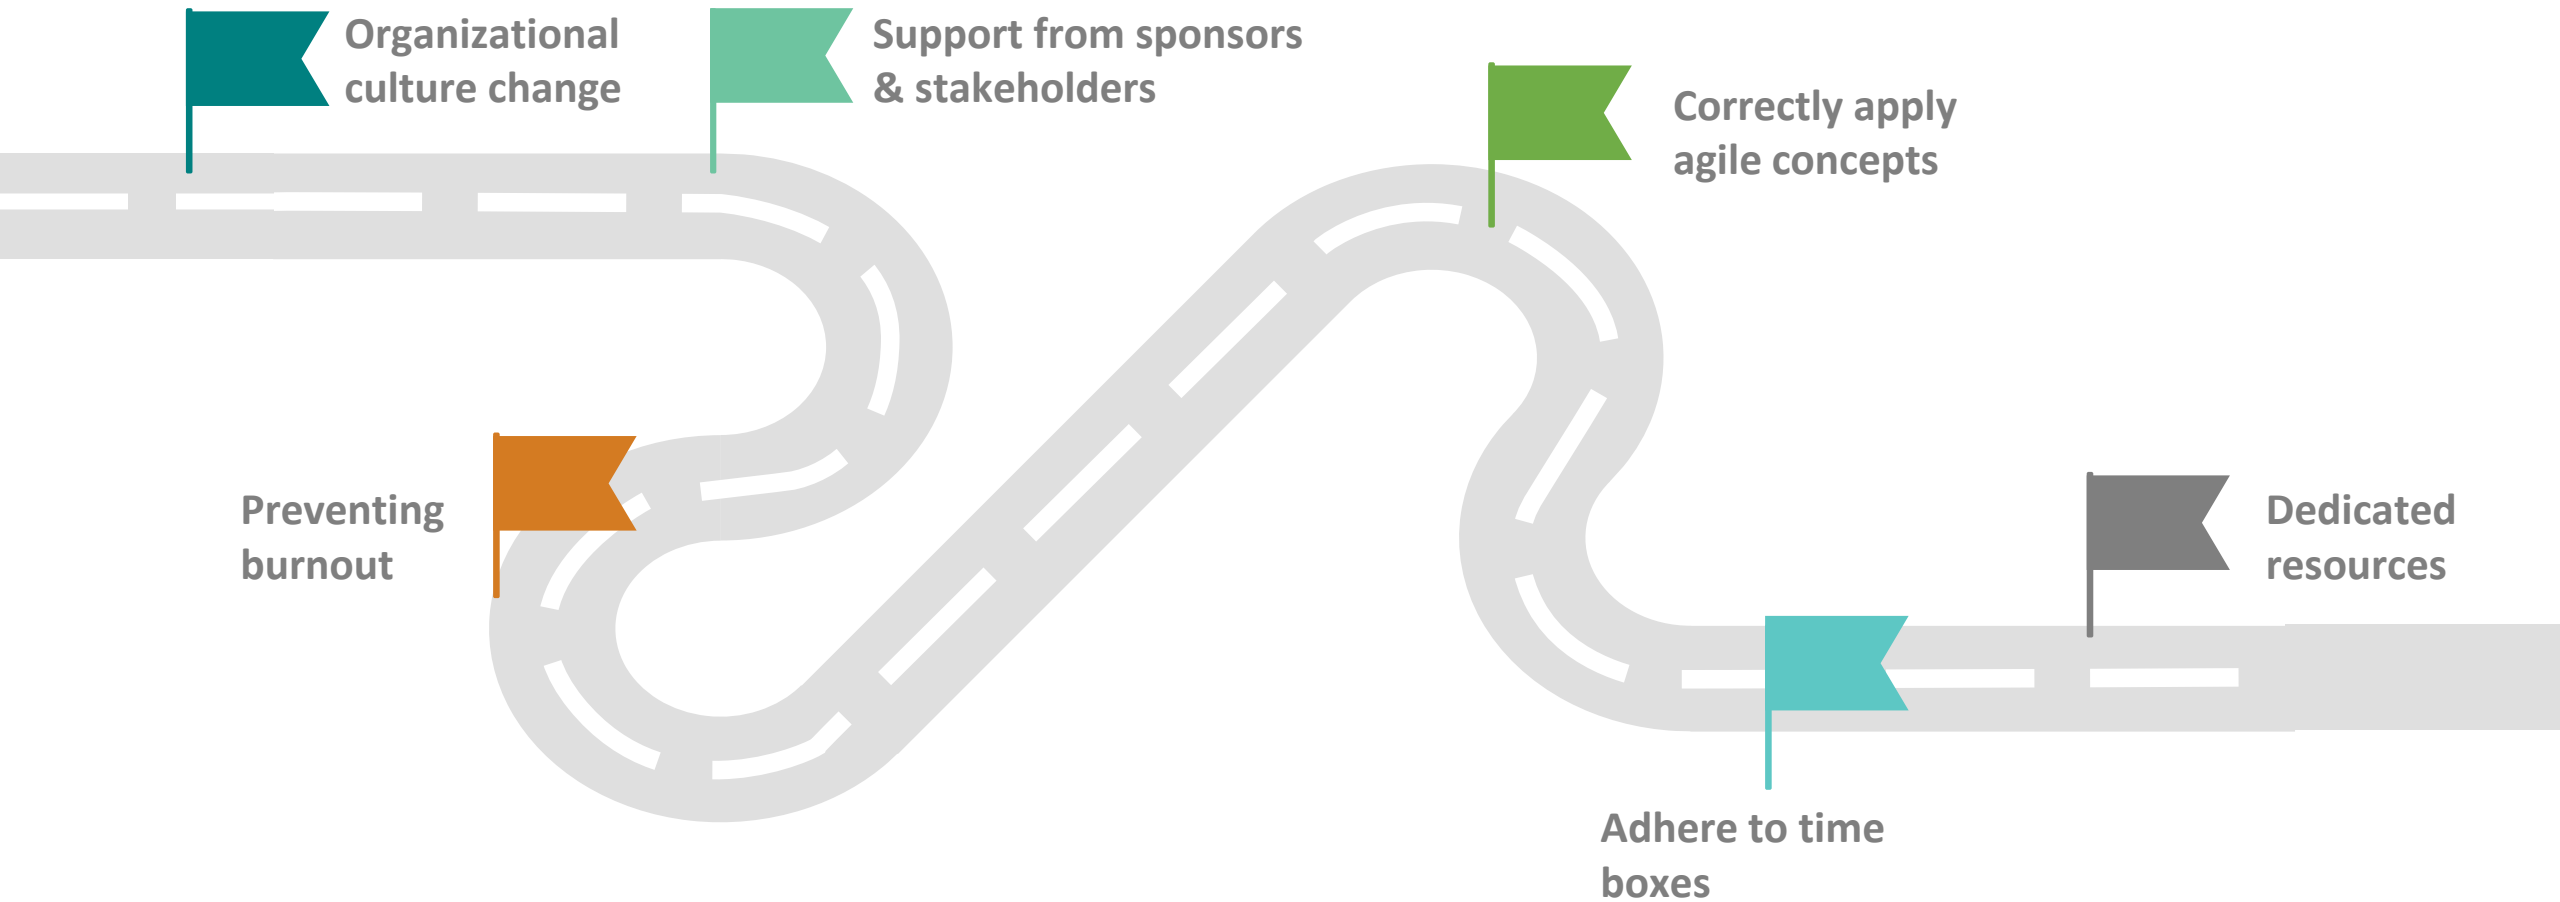 Organizational
culture change
Support from sponsors
& stakeholders
Correctly apply
agile concepts
Preventing
burnout
Dedicated
resources
Adhere to time
boxes